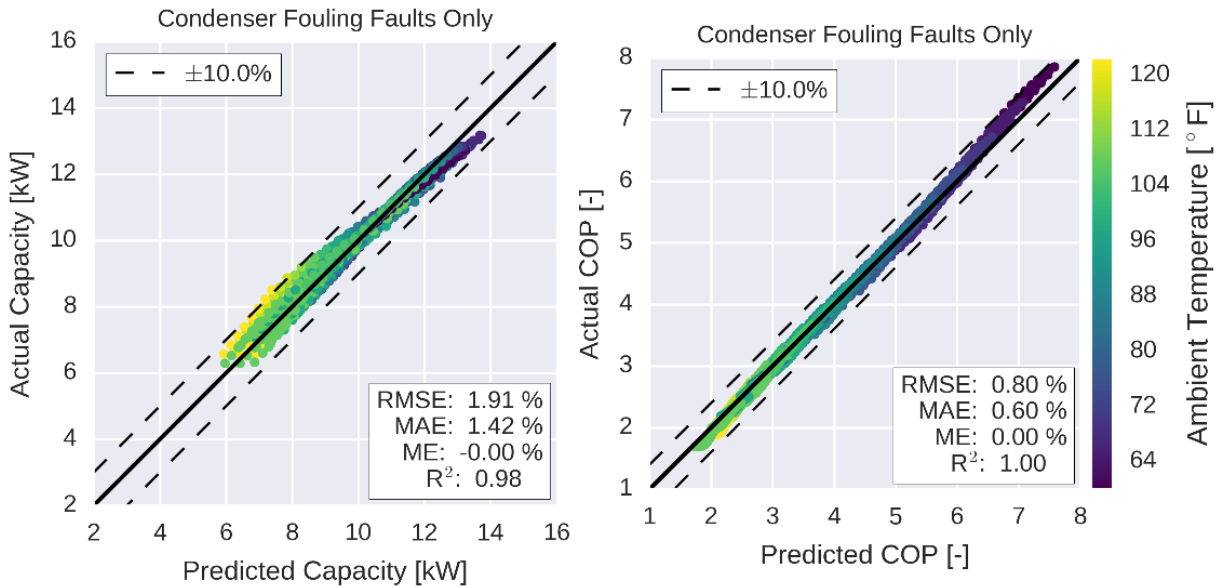 Condenser Fouling Faults Only
16
14
12
10
8
6
4
2
2 4 6 8 10 12 14 16
Actual Capacity [kW]
Predicted Capacity [kW]
±10.0%
RMSE: 1.91 %
MAE: 1.42 %
ME: -0.00 %
R²: 0.98
Condenser Fouling Faults Only
8
7
6
5
4
3
2
1
1 2 3 4 5 6 7 8
Actual COP [-]
Predicted COP [-]
±10.0%
RMSE: 0.80 %
MAE: 0.60 %
ME: 0.00 %
R²: 1.00
120
112
104
96
88
80
72
64
Ambient Temperature [°F]